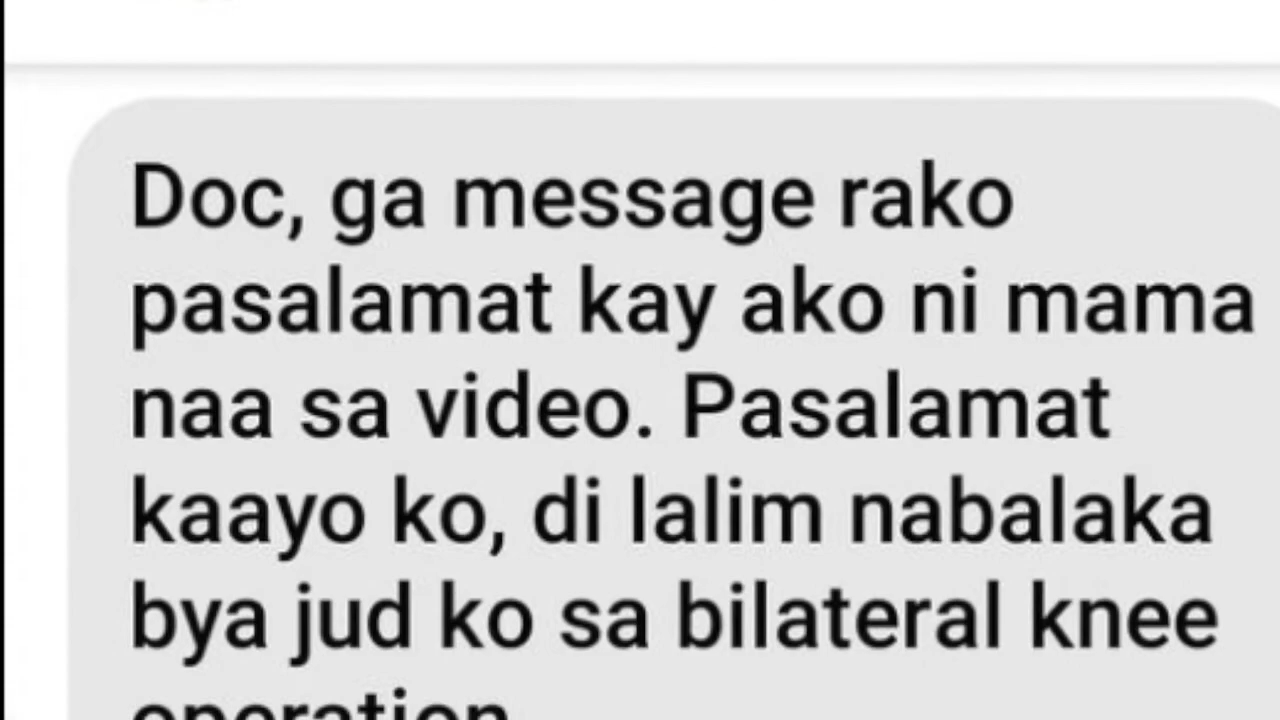 Doc, ga message rako
pasalamat kay ako ni mama
naa sa video. Pasalamat
kaayo ko, di lalim nabalaka
bya jud ko sa bilateral knee
operation